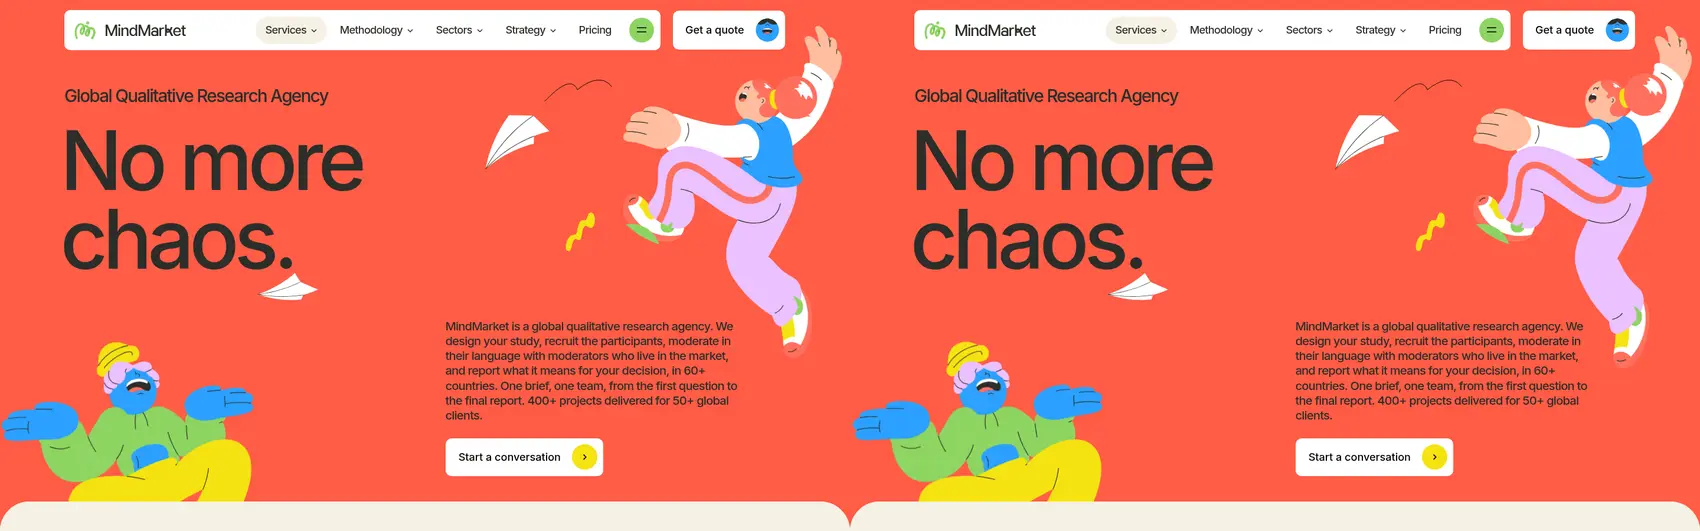 MindMarket
Services
Methodology
Sectors
Strategy
Pricing
Get a quote
Global Qualitative Research Agency
No more
chaos.
MindMarket is a global qualitative research agency. We
design your study, recruit the participants, moderate in
their language with moderators who live in the market,
and report what it means for your decision, in 60+
countries. One brief, one team, from the first question to
the final report. 400+ projects delivered for 50+ global
clients.
Start a conversation
MindMarket
Services
Methodology
Sectors
Strategy
Pricing
Get a quote
Global Qualitative Research Agency
No more
chaos.
MindMarket is a global qualitative research agency. We
design your study, recruit the participants, moderate in
their language with moderators who live in the market,
and report what it means for your decision, in 60+
countries. One brief, one team, from the first question to
the final report. 400+ projects delivered for 50+ global
clients.
Start a conversation